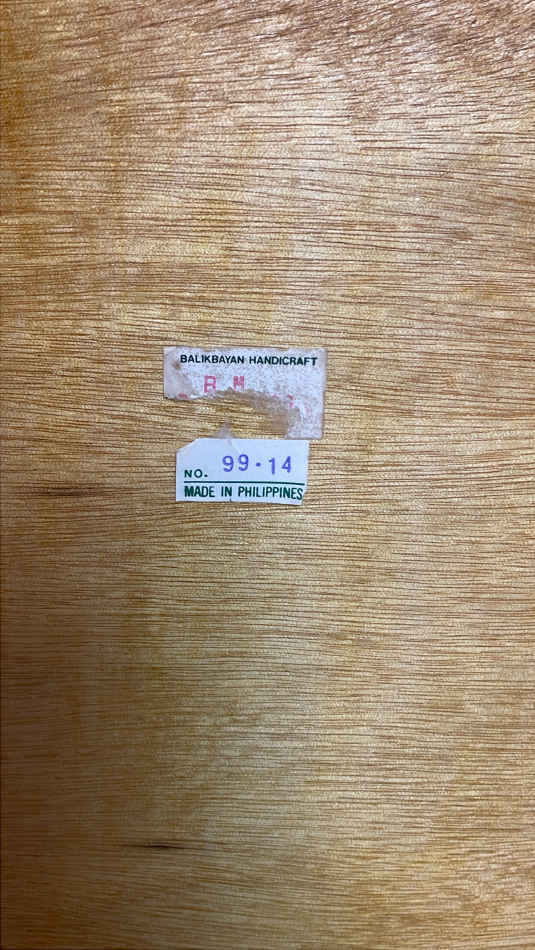 BALIKBAYAN HANDICRAFT
R M
NO. 99-14
MADE IN PHILIPPINES